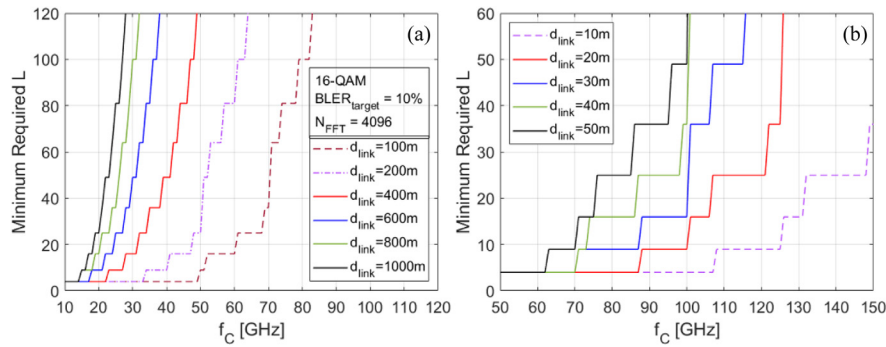 120
100
80
60
40
20
0
Minimum Required L
10 20 30 40 50 60 70 80 90 100 110 120
f_C [GHz]
(a)
16-QAM
BLER_target = 10%
N_FFT = 4096
d_link=100m
d_link=200m
d_link=400m
d_link=600m
d_link=800m
d_link=1000m
60
50
40
30
20
10
0
Minimum Required L
50 60 70 80 90 100 110 120 130 140 150
f_C [GHz]
(b)
d_link=10m
d_link=20m
d_link=30m
d_link=40m
d_link=50m